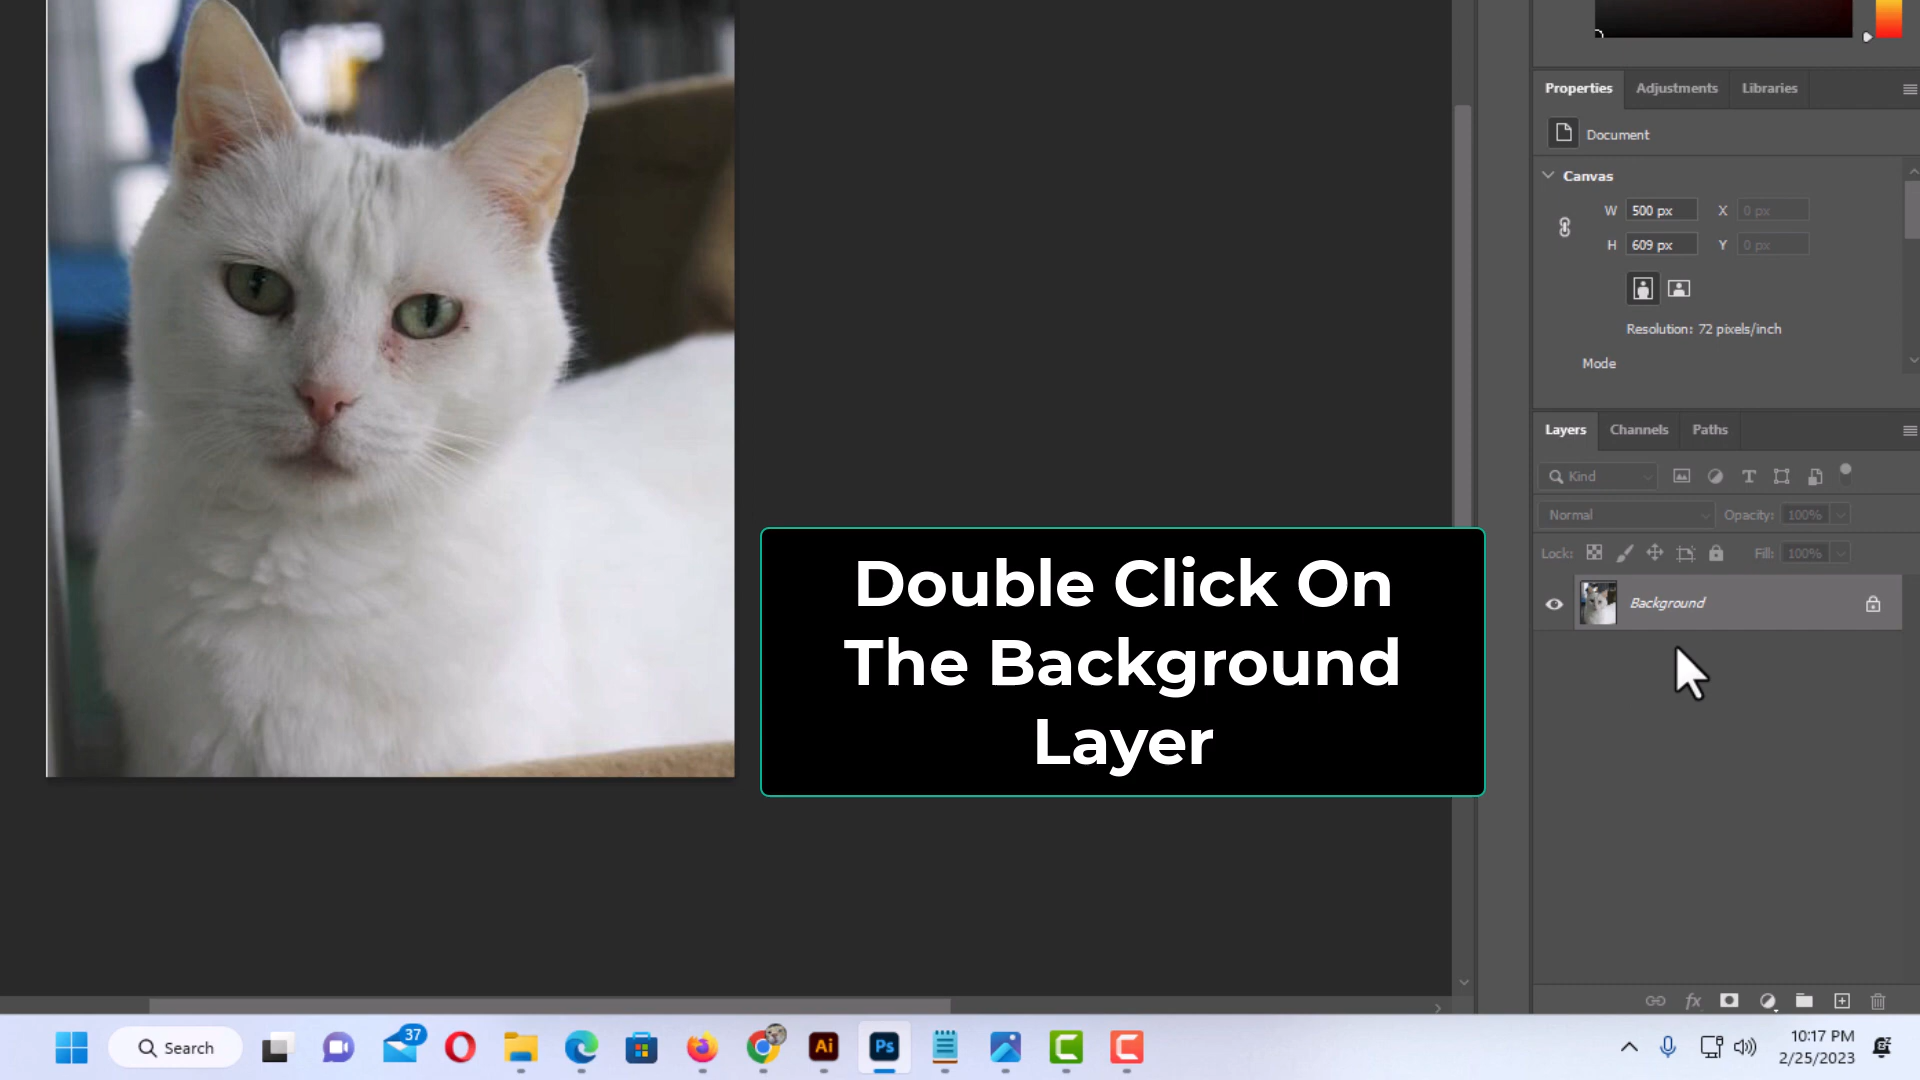 Properties
Adjustments
Libraries
Document
Canvas
W 500 px X 0 px
H 609 px Y 0 px
Resolution: 72 pixels/inch
Mode
Layers
Channels
Paths
Kind
Normal
Opacity: 100%
Lock:
Fill: 100%
Background
Double Click On
The Background
Layer
Search
37
Ai
Ps
10:17 PM
2/25/2023